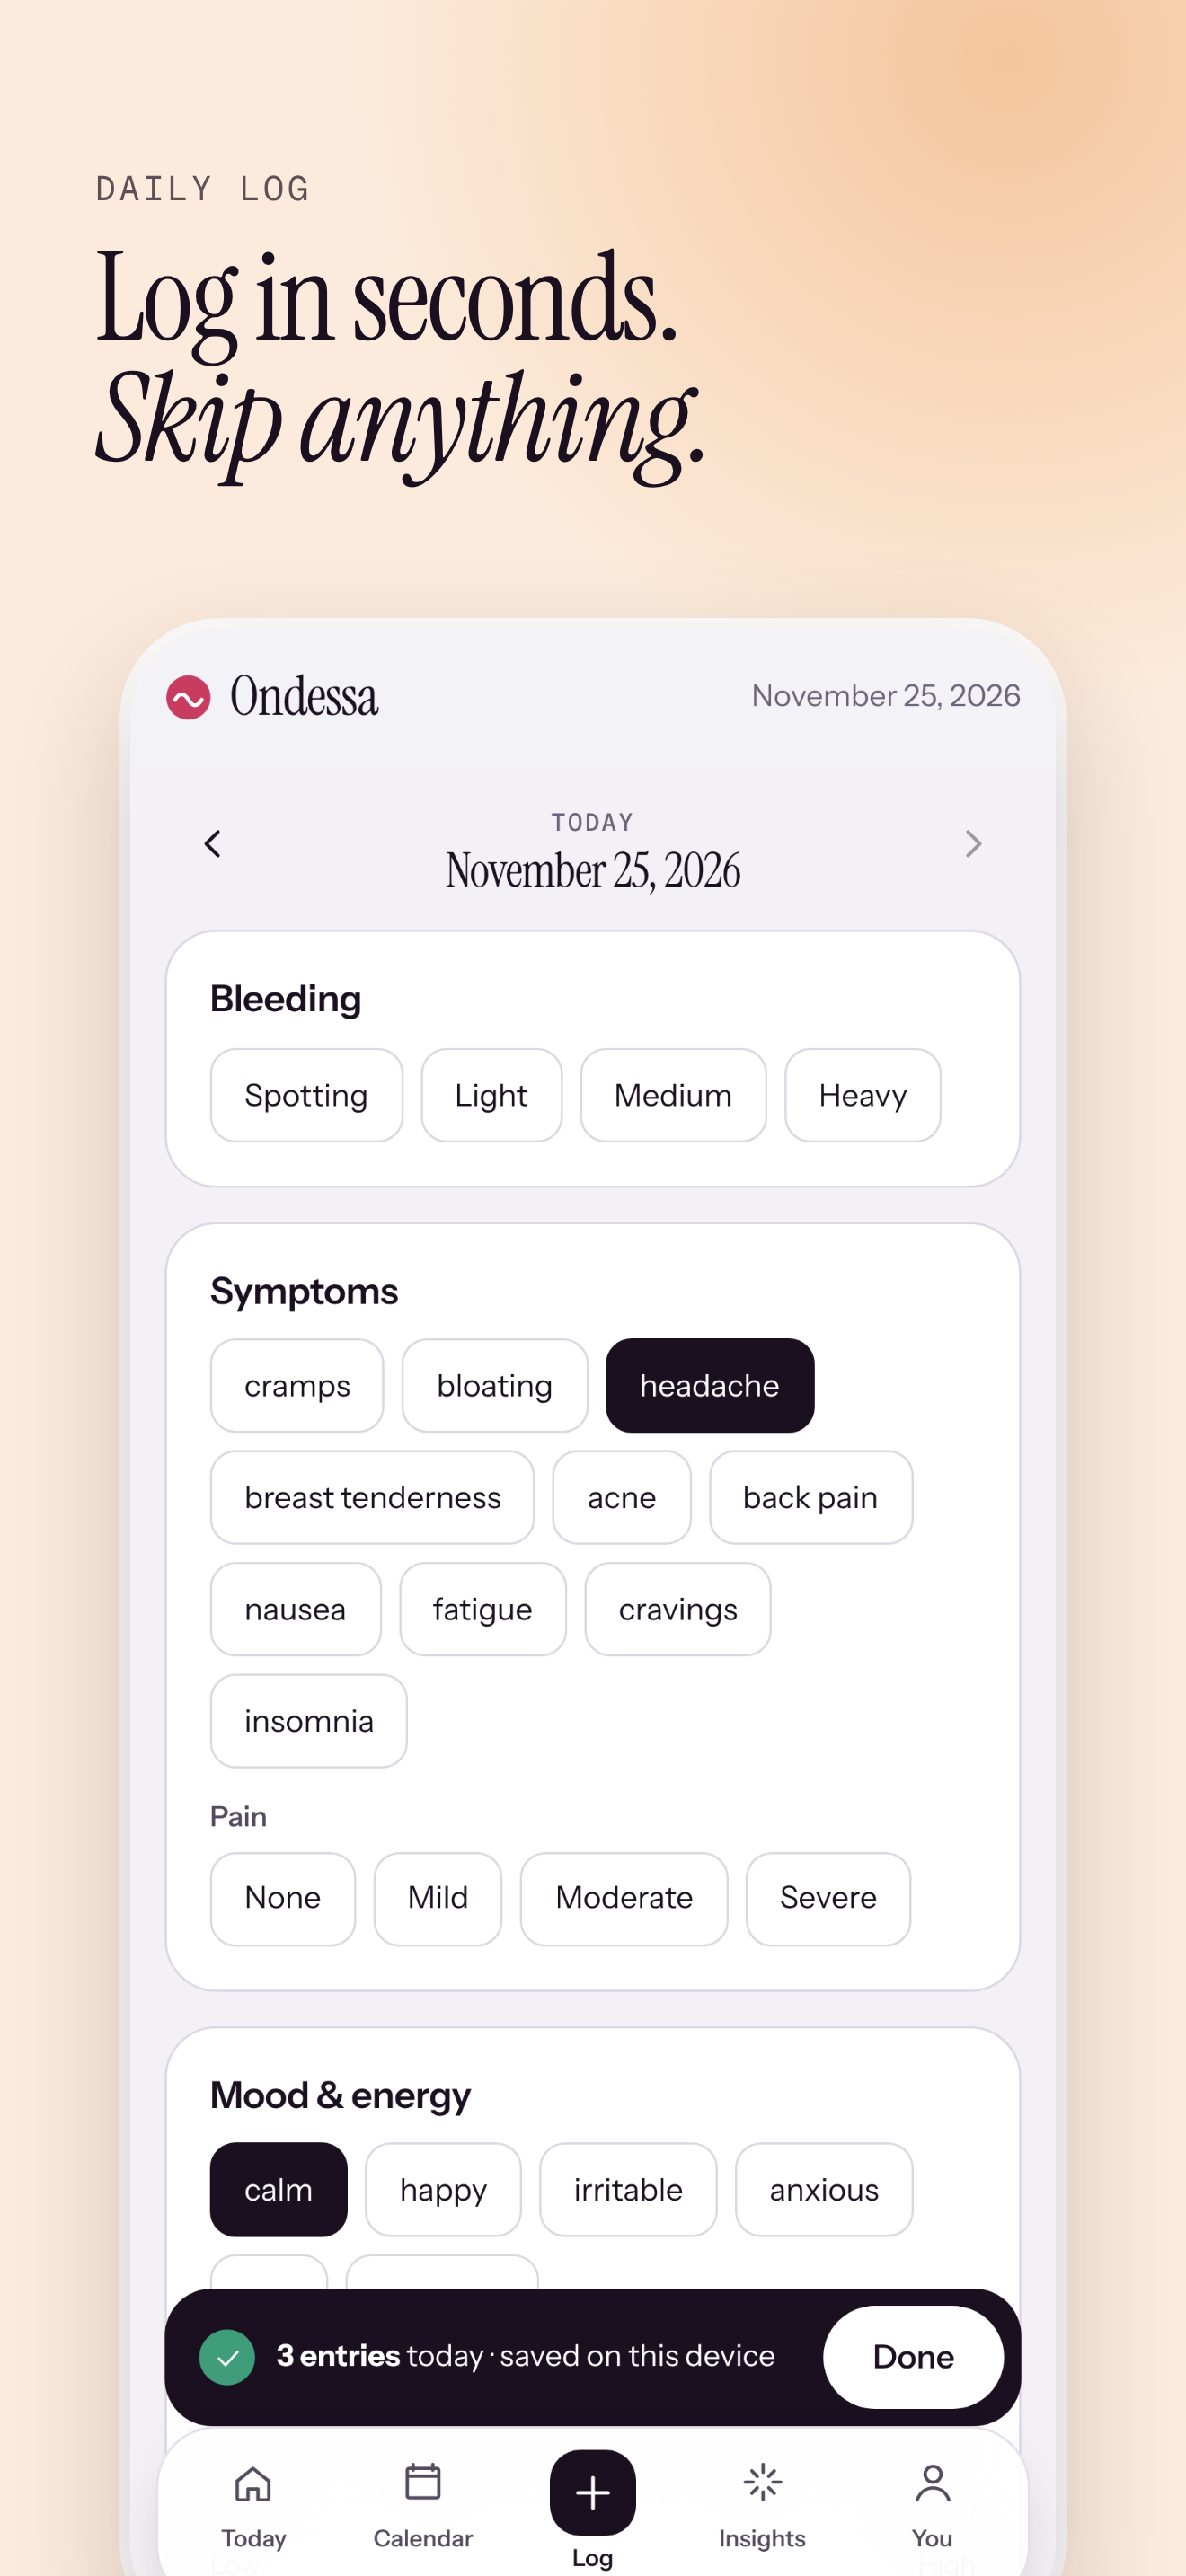 DAILY LOG
Log in seconds.
Skip anything.
Ondessa
November 25, 2026
TODAY
November 25, 2026
Bleeding
Spotting Light Medium Heavy
Symptoms
cramps bloating headache
breast tenderness acne back pain
nausea fatigue cravings
insomnia
Pain
None Mild Moderate Severe
Mood & energy
calm happy irritable anxious
3 entries today · saved on this device Done
Today Calendar Log Insights You
Low High